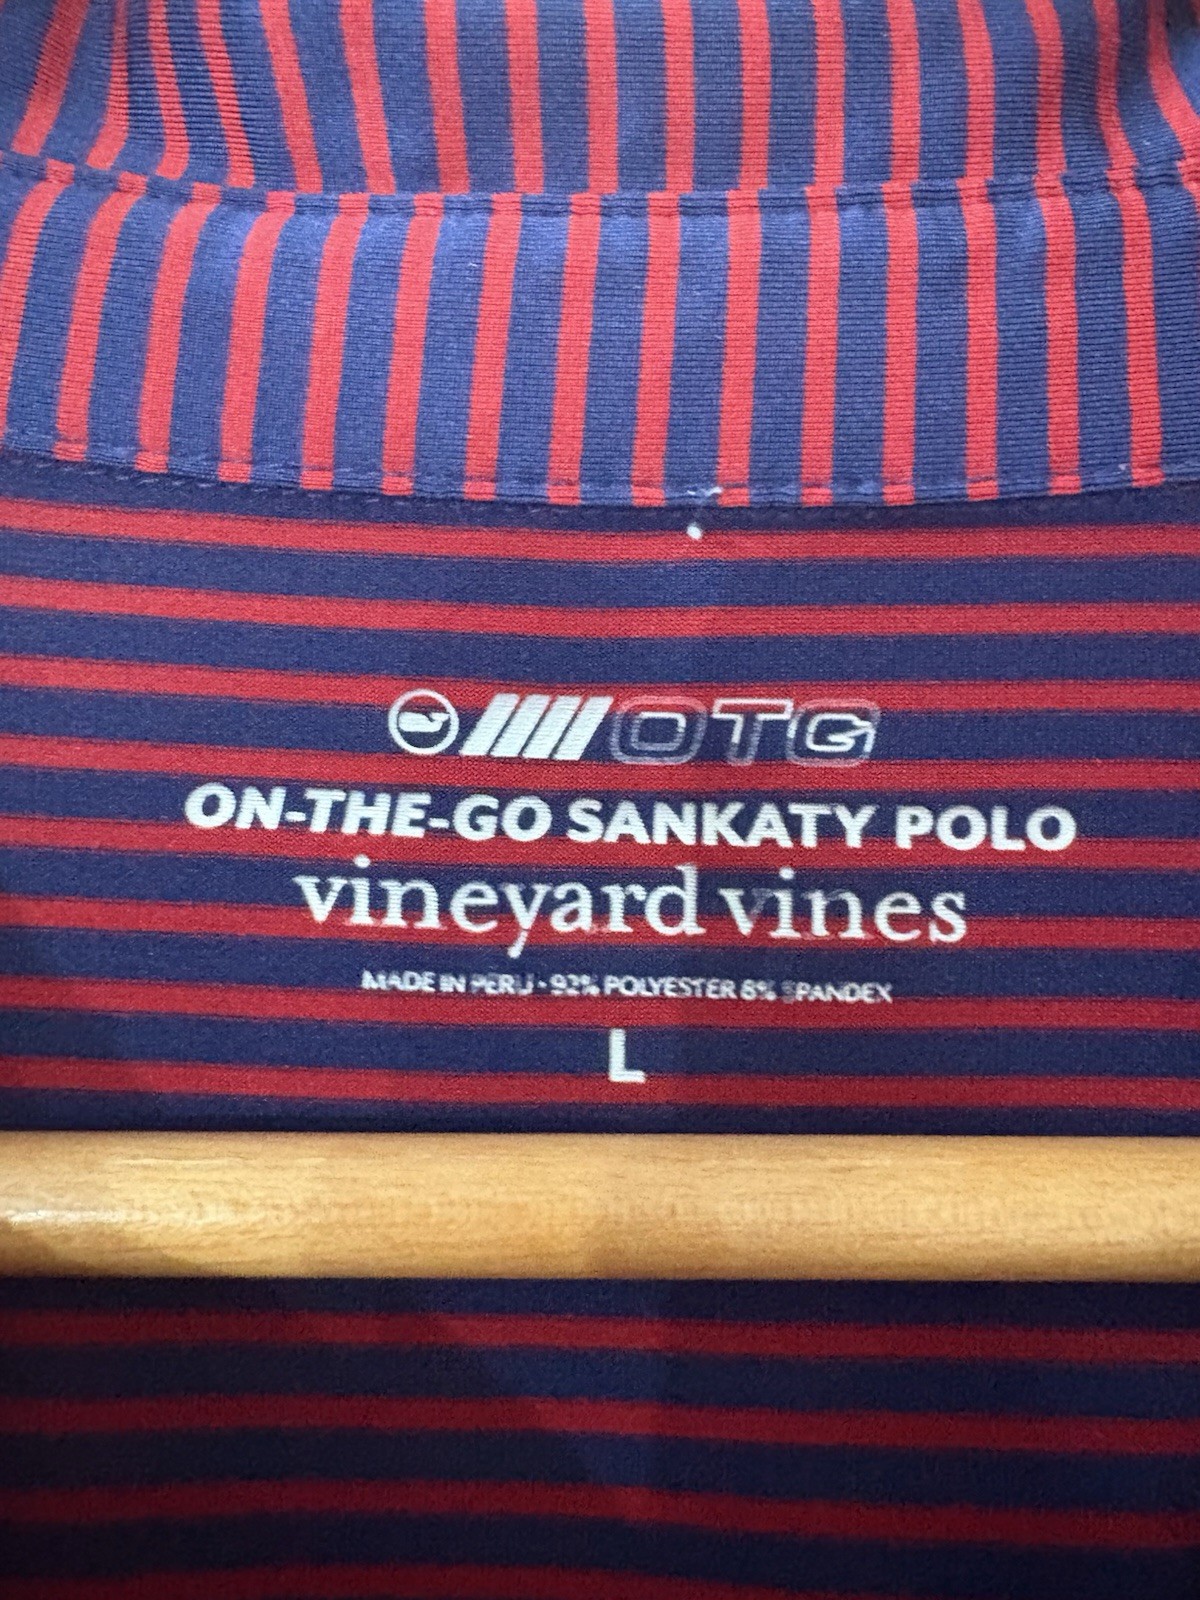 OTG
ON-THE-GO SANKATY POLO
vineyard vines
MADE IN PERU • 92% POLYESTER 8% SPANDEX
L